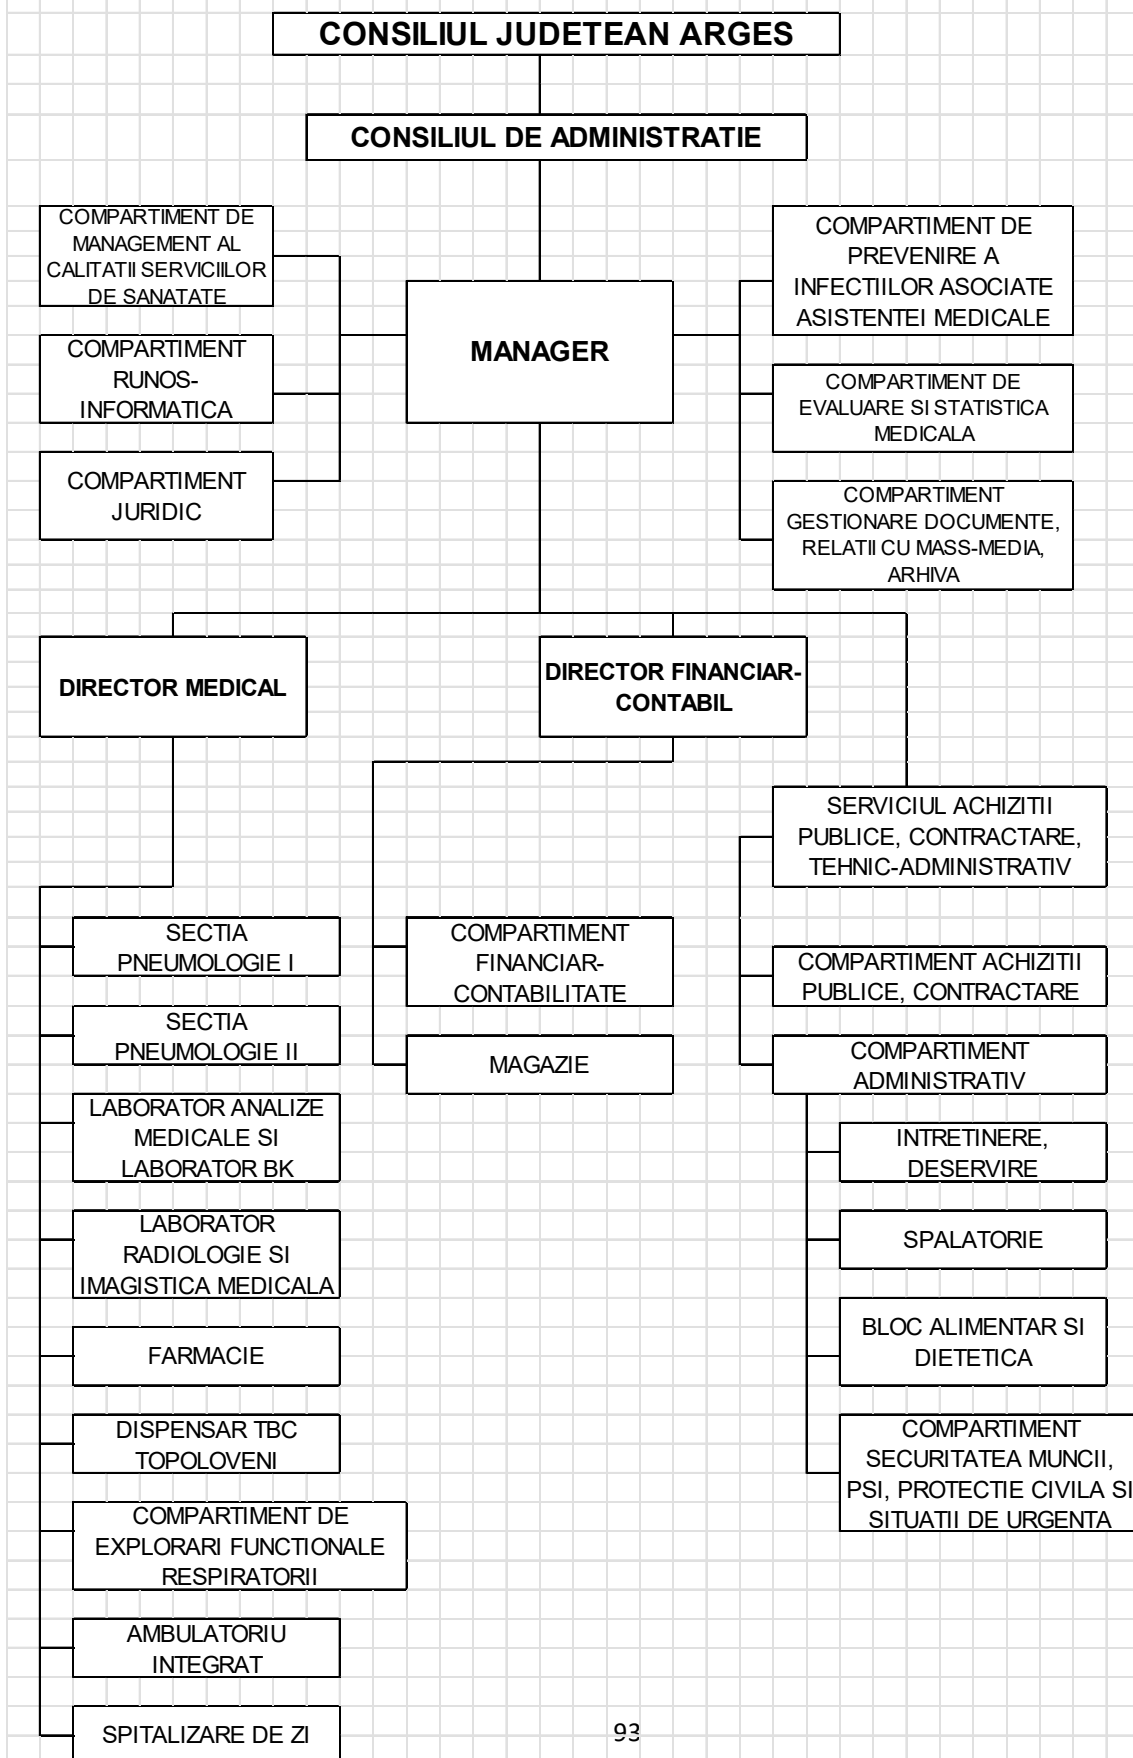 CONSILIUL JUDETEAN ARGES
CONSILIUL DE ADMINISTRATIE
COMPARTIMENT DE
MANAGEMENT AL
CALITATII SERVICIILOR
DE SANATATE
COMPARTIMENT
RUNOS-
INFORMATICA
COMPARTIMENT
JURIDIC
MANAGER
COMPARTIMENT DE
PREVENIRE A
INFECTIILOR ASOCIATE
ASISTENTEI MEDICALE
COMPARTIMENT DE
EVALUARE SI STATISTICA
MEDICALA
COMPARTIMENT
GESTIONARE DOCUMENTE,
RELATII CU MASS-MEDIA,
ARHIVA
DIRECTOR MEDICAL
DIRECTOR FINANCIAR-
CONTABIL
SERVICIUL ACHIZITII
PUBLICE, CONTRACTARE,
TEHNIC-ADMINISTRATIV
SECTIA
PNEUMOLOGIE I
SECTIA
PNEUMOLOGIE II
LABORATOR ANALIZE
MEDICALE SI
LABORATOR BK
LABORATOR
RADIOLOGIE SI
IMAGISTICA MEDICALA
FARMACIE
DISPENSAR TBC
TOPOLOVENI
COMPARTIMENT DE
EXPLORARI FUNCTIONALE
RESPIRATORII
AMBULATORIU
INTEGRAT
SPITALIZARE DE ZI
COMPARTIMENT
FINANCIAR-
CONTABILITATE
MAGAZIE
COMPARTIMENT ACHIZITII
PUBLICE, CONTRACTARE
COMPARTIMENT
ADMINISTRATIV
INTRETINERE,
DESERVIRE
SPALATORIE
BLOC ALIMENTAR SI
DIETETICA
COMPARTIMENT
SECURITATEA MUNCII,
PSI, PROTECTIE CIVILA SI
SITUATII DE URGENTA
93